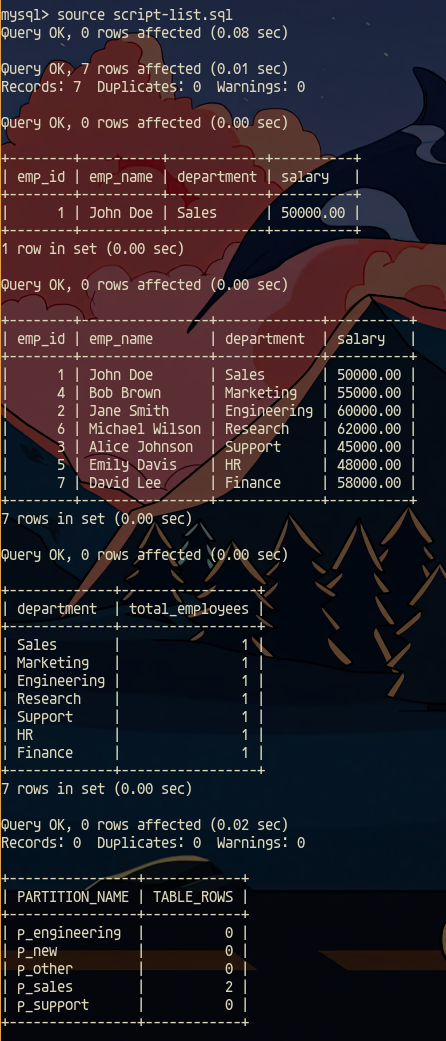 mysql> source script-list.sql
Query OK, 0 rows affected (0.08 sec)

Query OK, 7 rows affected (0.01 sec)
Records: 7  Duplicates: 0  Warnings: 0

Query OK, 0 rows affected (0.00 sec)

+--------+----------+------------+----------+
| emp_id | emp_name | department | salary   |
+--------+----------+------------+----------+
|      1 | John Doe | Sales      | 50000.00 |
+--------+----------+------------+----------+
1 row in set (0.00 sec)

Query OK, 0 rows affected (0.00 sec)

+--------+----------------+-------------+----------+
| emp_id | emp_name       | department  | salary   |
+--------+----------------+-------------+----------+
|      1 | John Doe       | Sales       | 50000.00 |
|      4 | Bob Brown      | Marketing   | 55000.00 |
|      2 | Jane Smith     | Engineering | 60000.00 |
|      6 | Michael Wilson | Research    | 62000.00 |
|      3 | Alice Johnson  | Support     | 45000.00 |
|      5 | Emily Davis    | HR          | 48000.00 |
|      7 | David Lee      | Finance     | 58000.00 |
+--------+----------------+-------------+----------+
7 rows in set (0.00 sec)

Query OK, 0 rows affected (0.00 sec)

+-------------+-----------------+
| department  | total_employees |
+-------------+-----------------+
| Sales       |               1 |
| Marketing   |               1 |
| Engineering |               1 |
| Research    |               1 |
| Support     |               1 |
| HR          |               1 |
| Finance     |               1 |
+-------------+-----------------+
7 rows in set (0.00 sec)

Query OK, 0 rows affected (0.02 sec)
Records: 0  Duplicates: 0  Warnings: 0

+----------------+------------+
| PARTITION_NAME | TABLE_ROWS |
+----------------+------------+
| p_engineering  |          0 |
| p_new          |          0 |
| p_other        |          0 |
| p_sales        |          2 |
| p_support      |          0 |
+----------------+------------+